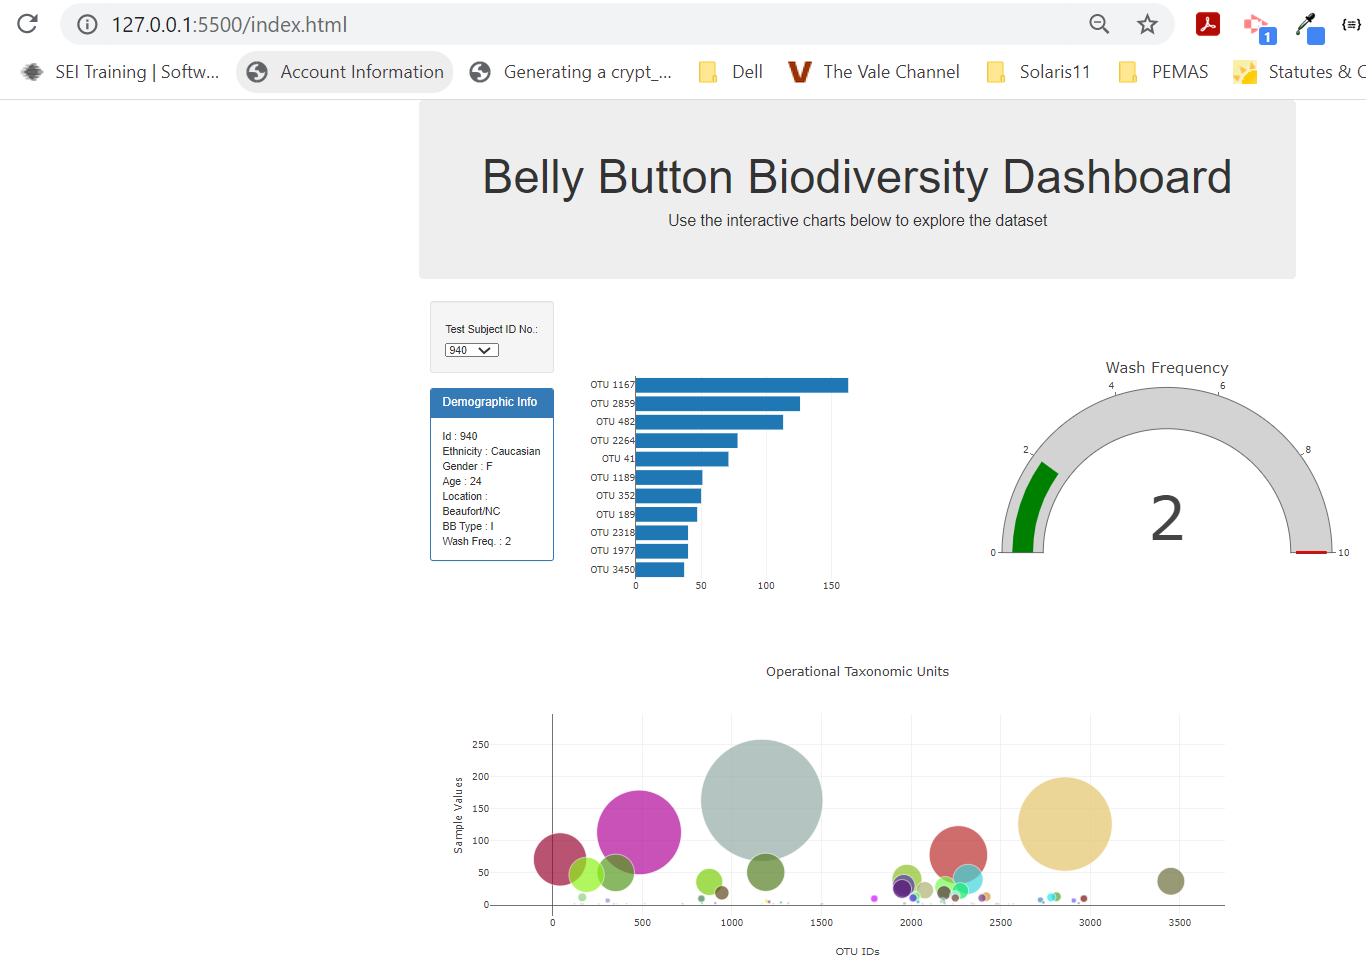 127.0.0.1:5500/index.html
1
SEI Training | Softw...
Account Information
Generating a crypt_...
Dell
The Vale Channel
Solaris11
PEMAS
Statutes & C
Belly Button Biodiversity Dashboard
Use the interactive charts below to explore the dataset
Test Subject ID No.:
940
Demographic Info
Id : 940
Ethnicity : Caucasian
Gender : F
Age : 24
Location :
Beaufort/NC
BB Type : I
Wash Freq. : 2
OTU 1167
OTU 2859
OTU 482
OTU 2264
OTU 41
OTU 1189
OTU 352
OTU 189
OTU 2318
OTU 1977
OTU 3450
0 50 100 150
Wash Frequency
0 2 4 6 8 10
2
Operational Taxonomic Units
Sample Values
250
200
150
100
50
0
0 500 1000 1500 2000 2500 3000 3500
OTU IDs